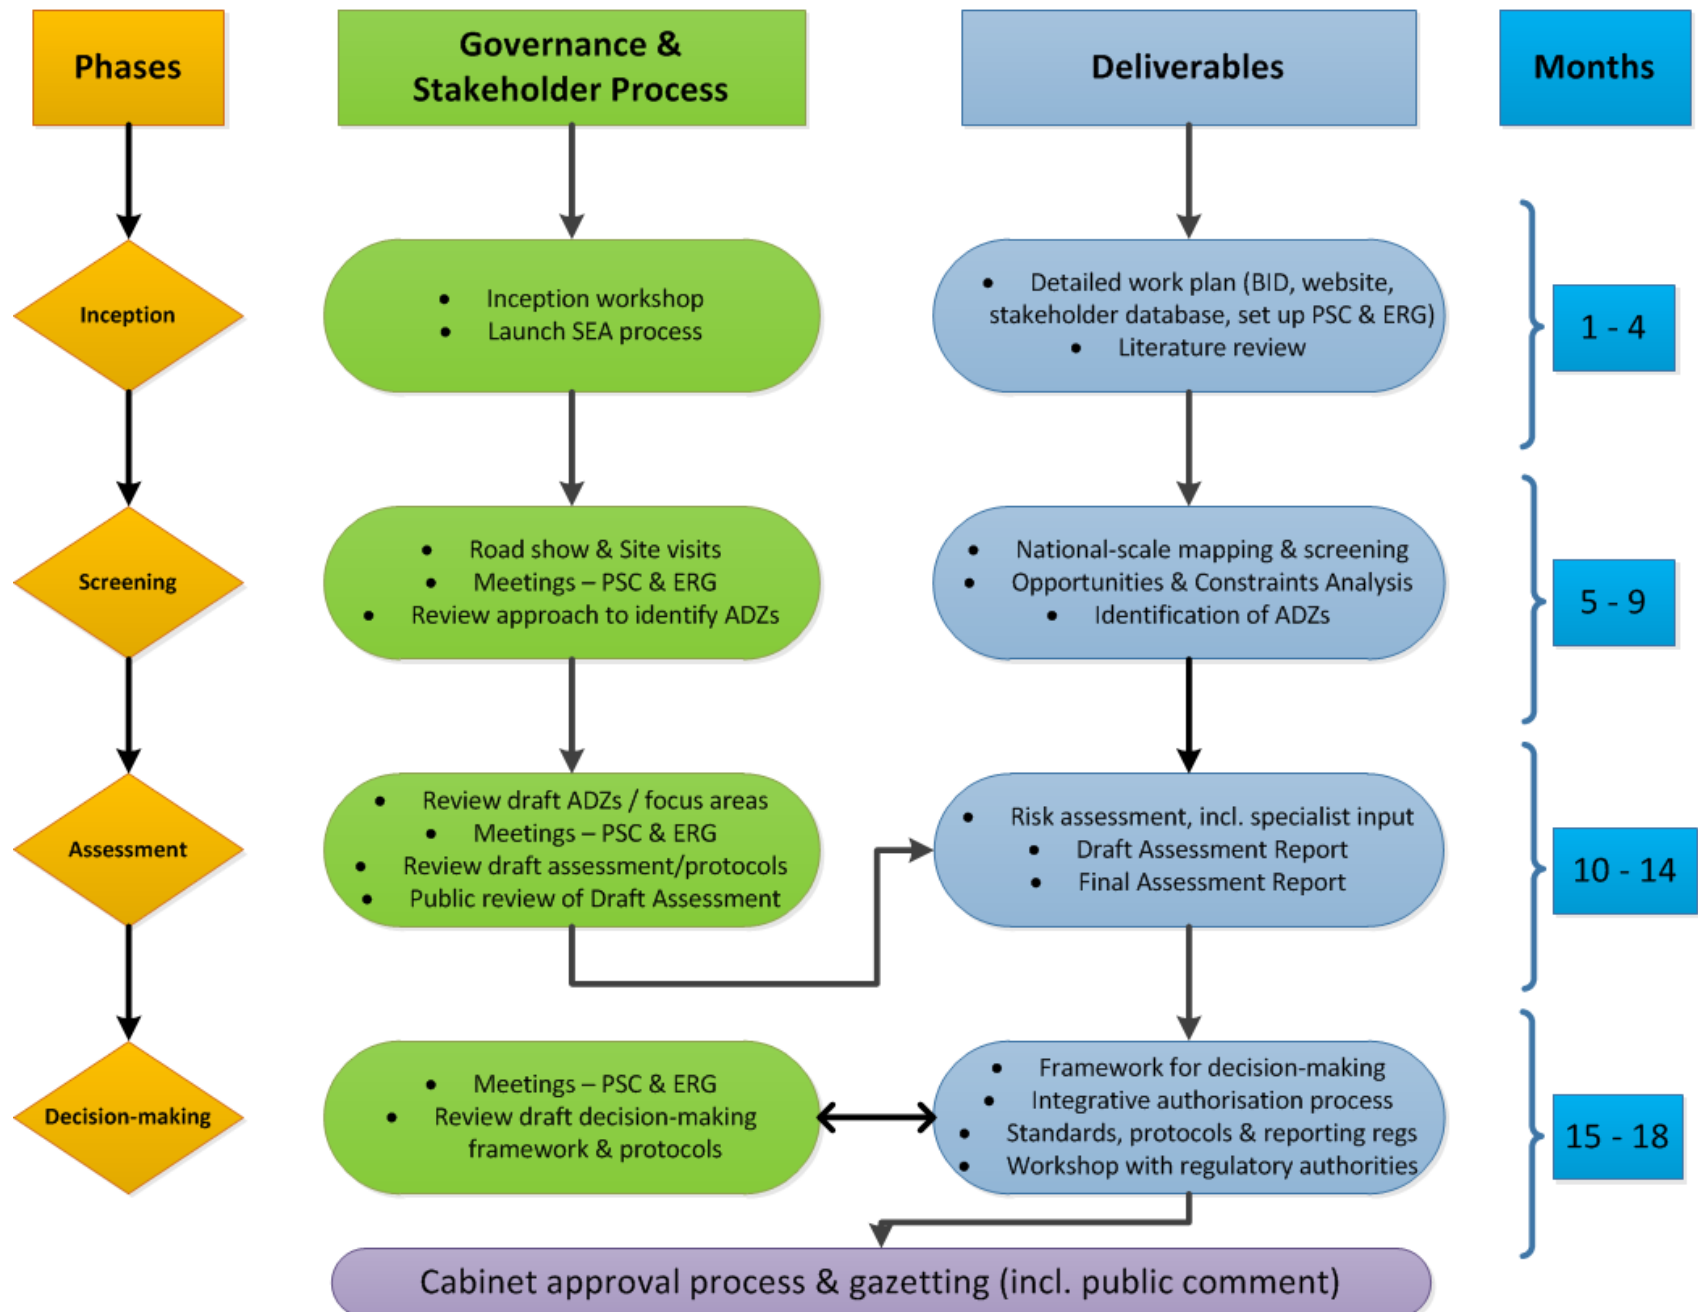 Phases
Governance &
Stakeholder Process
Deliverables
Months
Inception
• Inception workshop
• Launch SEA process
• Detailed work plan (BID, website,
stakeholder database, set up PSC & ERG)
• Literature review
1 - 4
Screening
• Road show & Site visits
• Meetings – PSC & ERG
• Review approach to identify ADZs
• National-scale mapping & screening
• Opportunities & Constraints Analysis
• Identification of ADZs
5 - 9
Assessment
• Review draft ADZs / focus areas
• Meetings – PSC & ERG
• Review draft assessment/protocols
• Public review of Draft Assessment
• Risk assessment, incl. specialist input
• Draft Assessment Report
• Final Assessment Report
10 - 14
Decision-making
• Meetings – PSC & ERG
• Review draft decision-making
framework & protocols
• Framework for decision-making
• Integrative authorisation process
• Standards, protocols & reporting regs
• Workshop with regulatory authorities
15 - 18
Cabinet approval process & gazetting (incl. public comment)